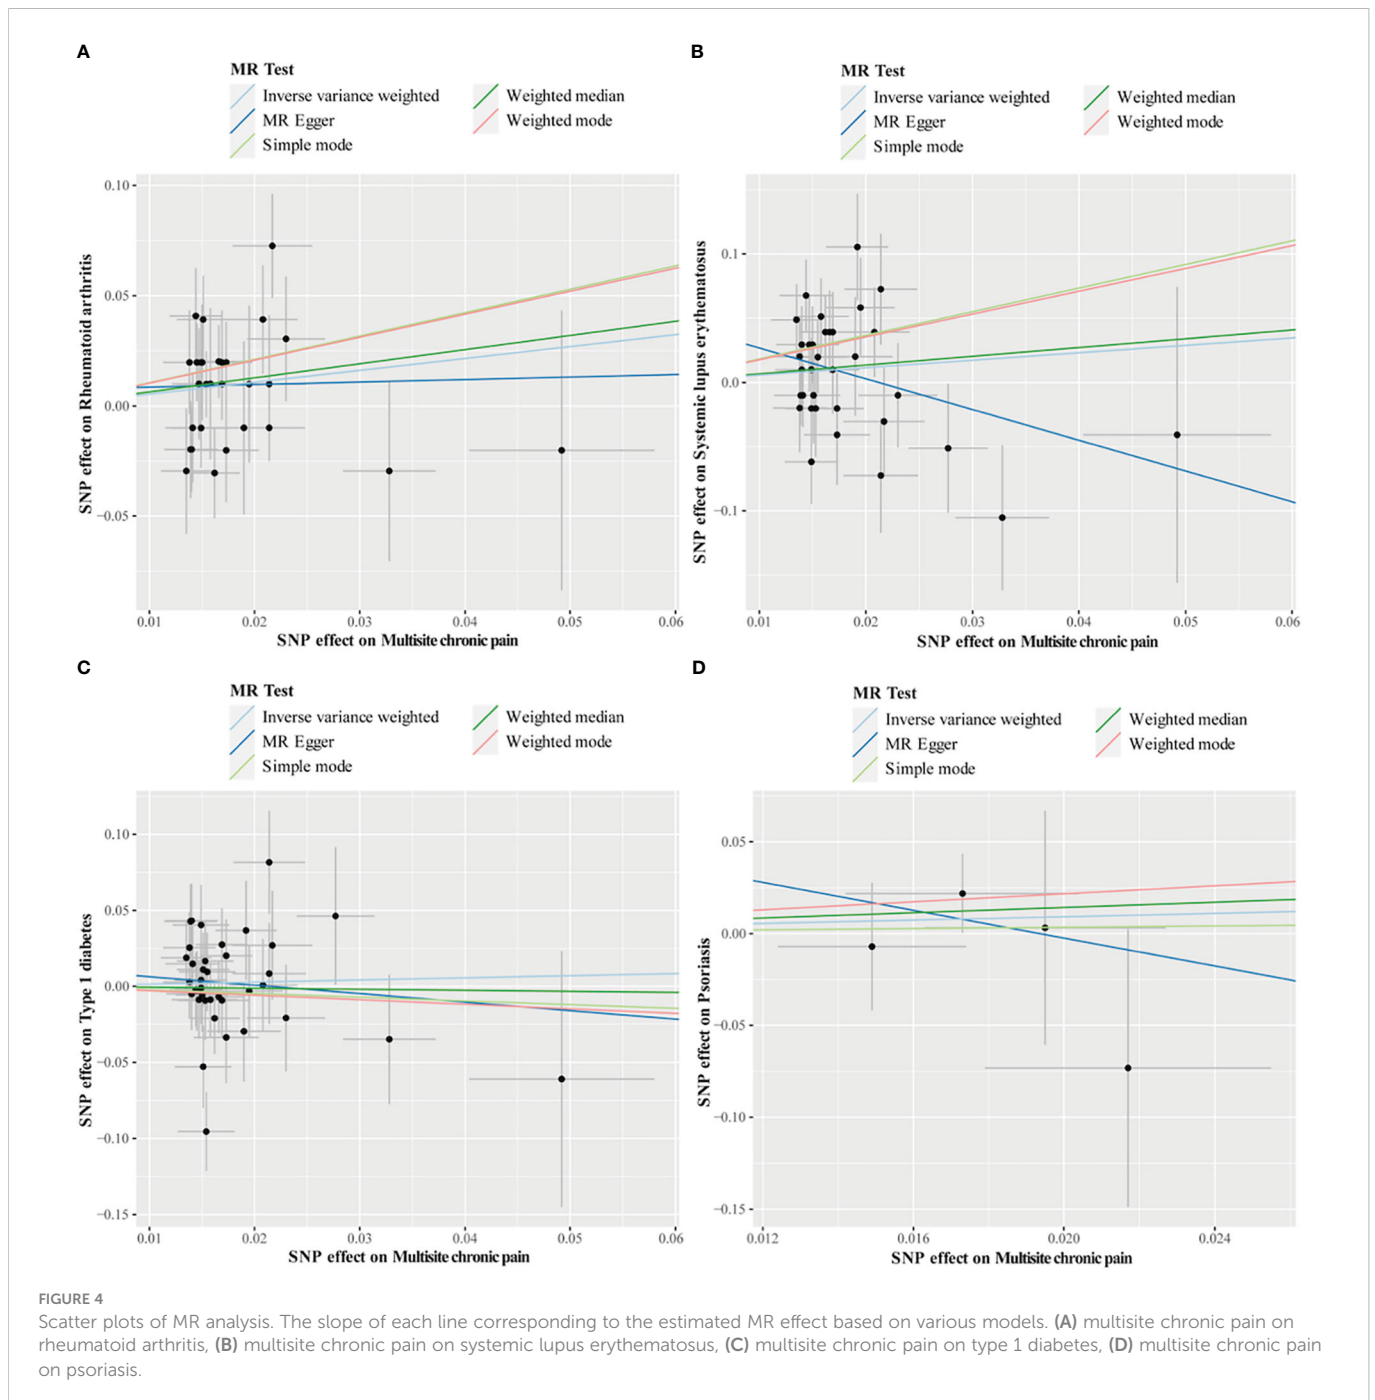 A
MR Test
Inverse variance weighted
MR Egger
Simple mode
Weighted median
Weighted mode
SNP effect on Rheumatoid arthritis
0.10
0.05
0.00
−0.05
0.01 0.02 0.03 0.04 0.05 0.06
SNP effect on Multisite chronic pain
B
MR Test
Inverse variance weighted
MR Egger
Simple mode
Weighted median
Weighted mode
SNP effect on Systemic lupus erythematosus
0.1
0.0
−0.1
0.01 0.02 0.03 0.04 0.05 0.06
SNP effect on Multisite chronic pain
C
MR Test
Inverse variance weighted
MR Egger
Simple mode
Weighted median
Weighted mode
SNP effect on Type 1 diabetes
0.10
0.05
0.00
−0.05
−0.10
−0.15
0.01 0.02 0.03 0.04 0.05 0.06
SNP effect on Multisite chronic pain
D
MR Test
Inverse variance weighted
MR Egger
Simple mode
Weighted median
Weighted mode
SNP effect on Psoriasis
0.05
0.00
−0.05
−0.10
−0.15
0.012 0.016 0.020 0.024
SNP effect on Multisite chronic pain
FIGURE 4
Scatter plots of MR analysis. The slope of each line corresponding to the estimated MR effect based on various models. (A) multisite chronic pain on
rheumatoid arthritis, (B) multisite chronic pain on systemic lupus erythematosus, (C) multisite chronic pain on type 1 diabetes, (D) multisite chronic pain
on psoriasis.